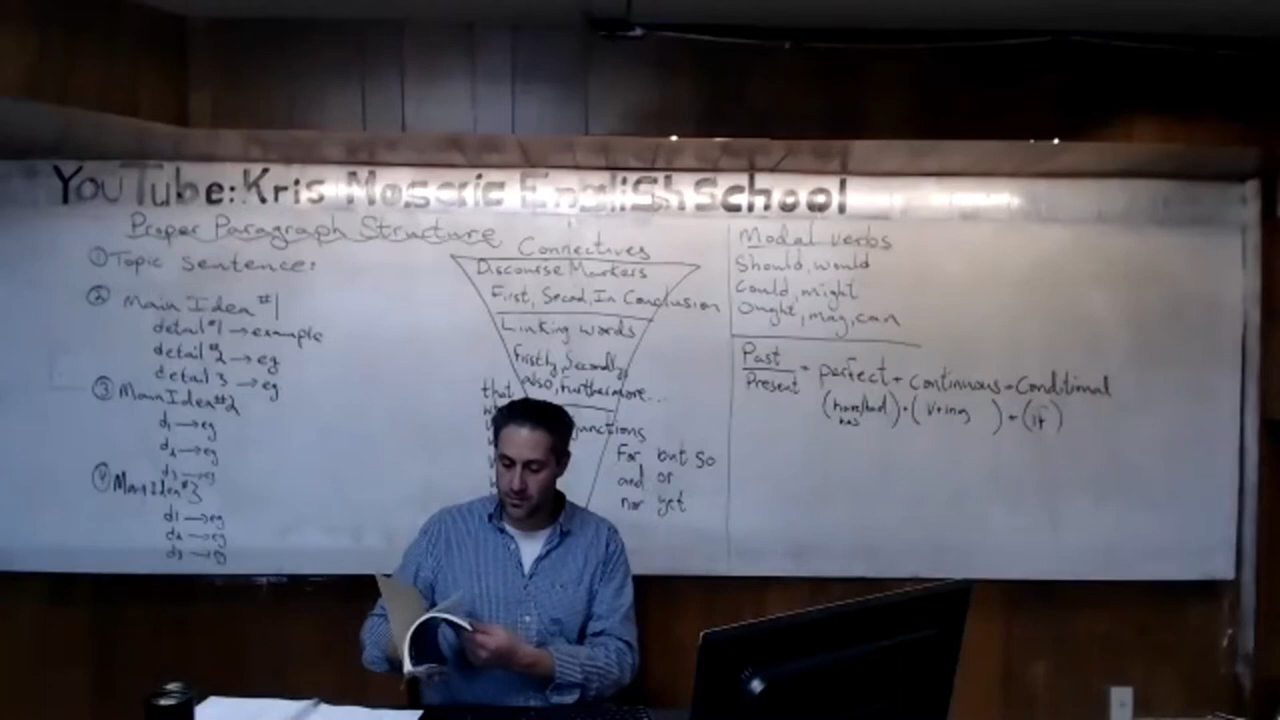 YouTube: Kris Mosaic English School
Proper Paragraph Structure
① Topic sentence:
② Main Idea #1
detail #1 → example
detail #2 → eg
detail 3 → eg
③ Main Idea #2
d1 → eg
d2 → eg
d3 → eg
④ Main Idea #3
d1 → eg
d2 → eg
d3 → eg
Connectives
Discourse Markers
First, Secod, In Conclusion
Linking words
Firstly, Secondly,
also, Furthermore...
that
For but so
and or
nor yet
Modal verbs
Should, would
Could, might
Ought, may, can
Past
Present
+ perfect + continuous - Conditional
(have/had) + (V+ing ) - (if)
has